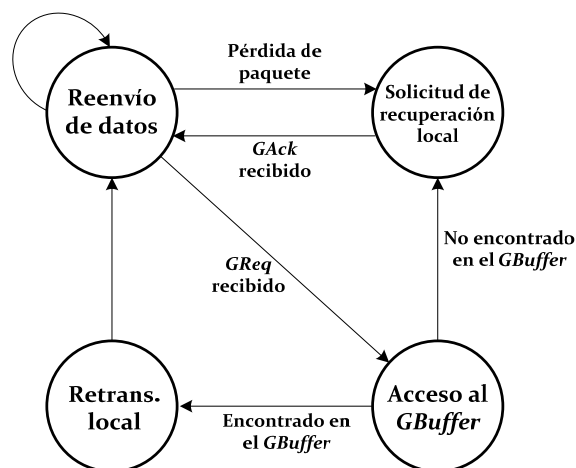 Reenvío
de datos
Pérdida de
paquete
Solicitud de
recuperación
local
GAck
recibido
GReq
recibido
No encontrado
en el GBuffer
Retrans.
local
Encontrado en
el GBuffer
Acceso al
GBuffer